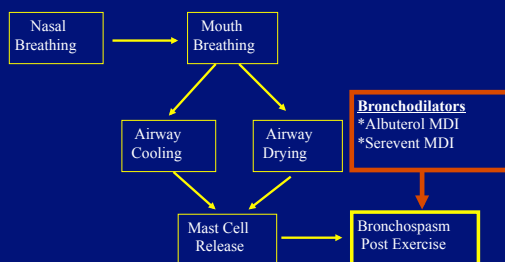 Nasal
Breathing
Mouth
Breathing
Airway
Cooling
Airway
Drying
Bronchodilators
*Albuterol MDI
*Serevent MDI
Mast Cell
Release
Bronchospasm
Post Exercise